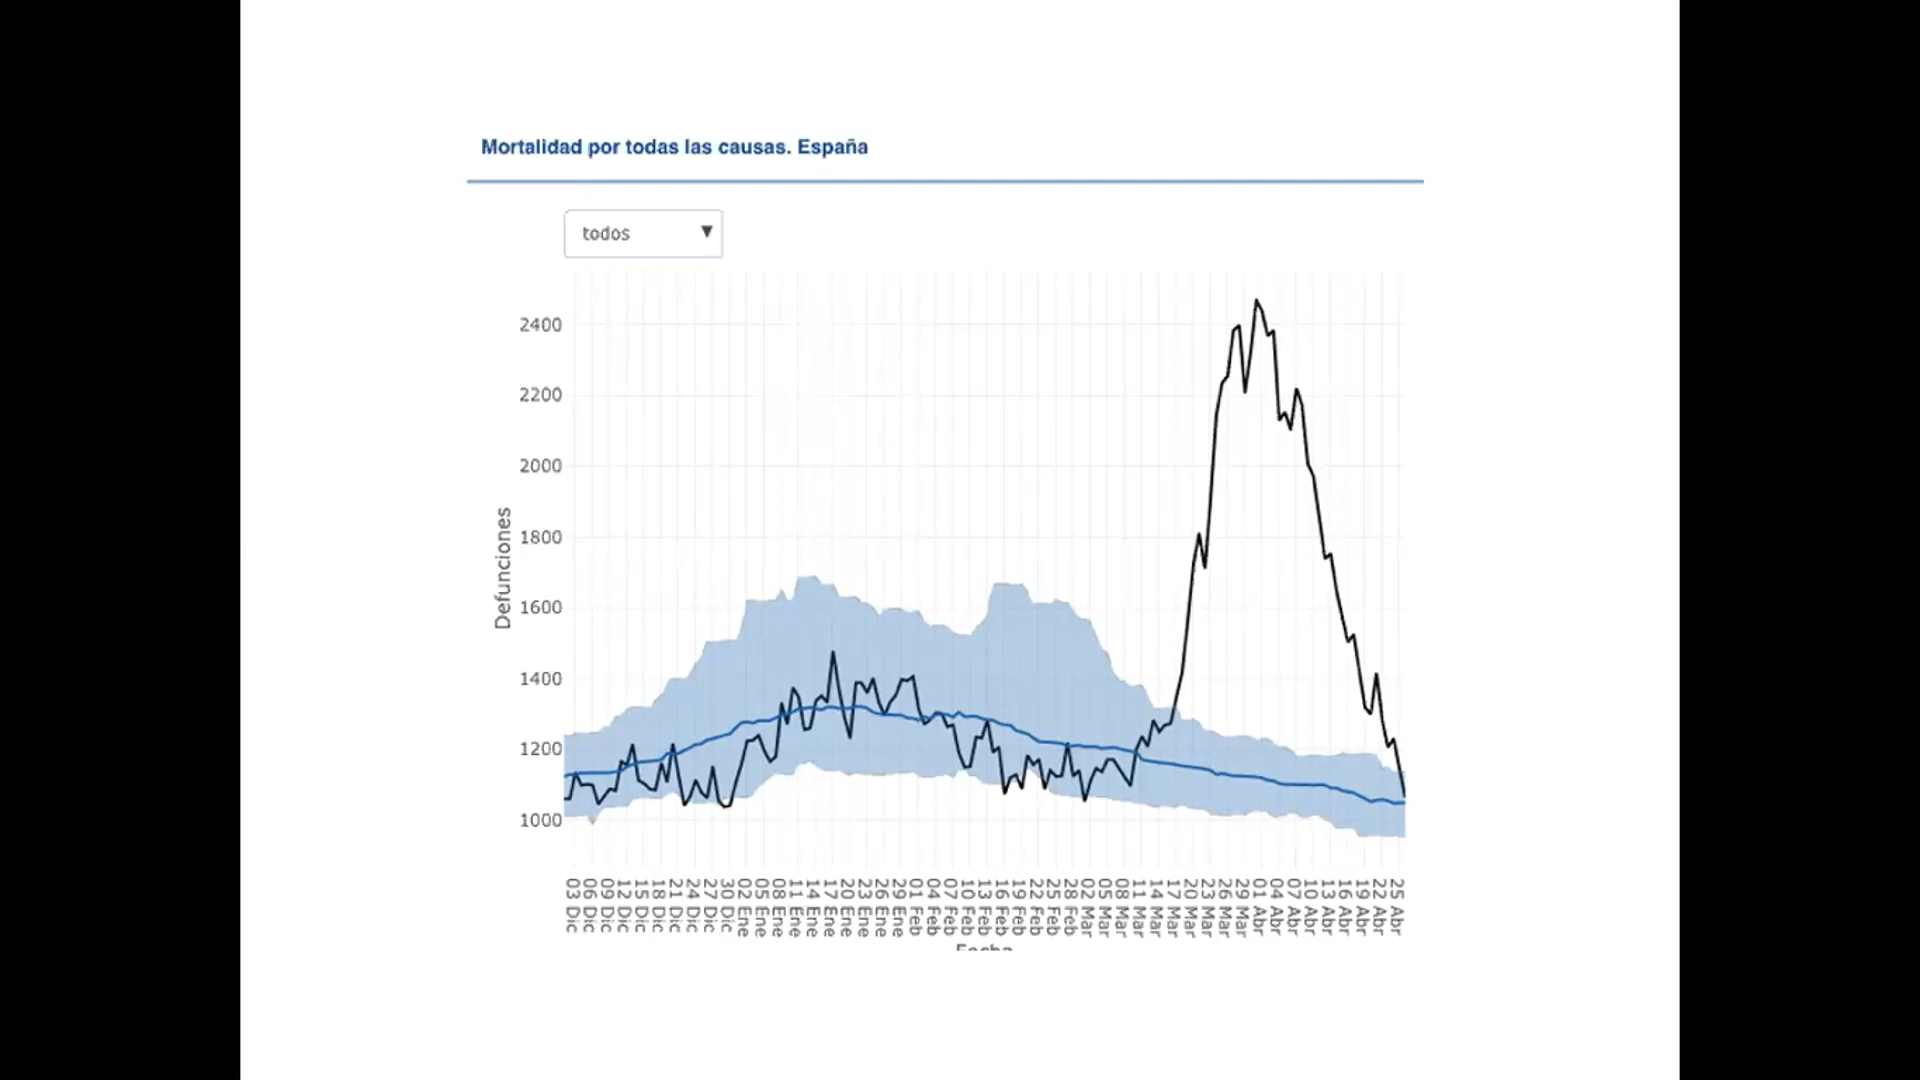 Mortalidad por todas las causas. España
todos
Defunciones
2400
2200
2000
1800
1600
1400
1200
1000
03 Dic
06 Dic
09 Dic
12 Dic
15 Dic
18 Dic
21 Dic
24 Dic
27 Dic
30 Dic
02 Ene
05 Ene
08 Ene
11 Ene
14 Ene
17 Ene
20 Ene
23 Ene
26 Ene
29 Ene
01 Feb
04 Feb
07 Feb
10 Feb
13 Feb
16 Feb
19 Feb
22 Feb
25 Feb
28 Feb
02 Mar
05 Mar
08 Mar
11 Mar
14 Mar
17 Mar
20 Mar
23 Mar
26 Mar
29 Mar
01 Abr
04 Abr
07 Abr
10 Abr
13 Abr
16 Abr
19 Abr
22 Abr
25 Abr
Fecha